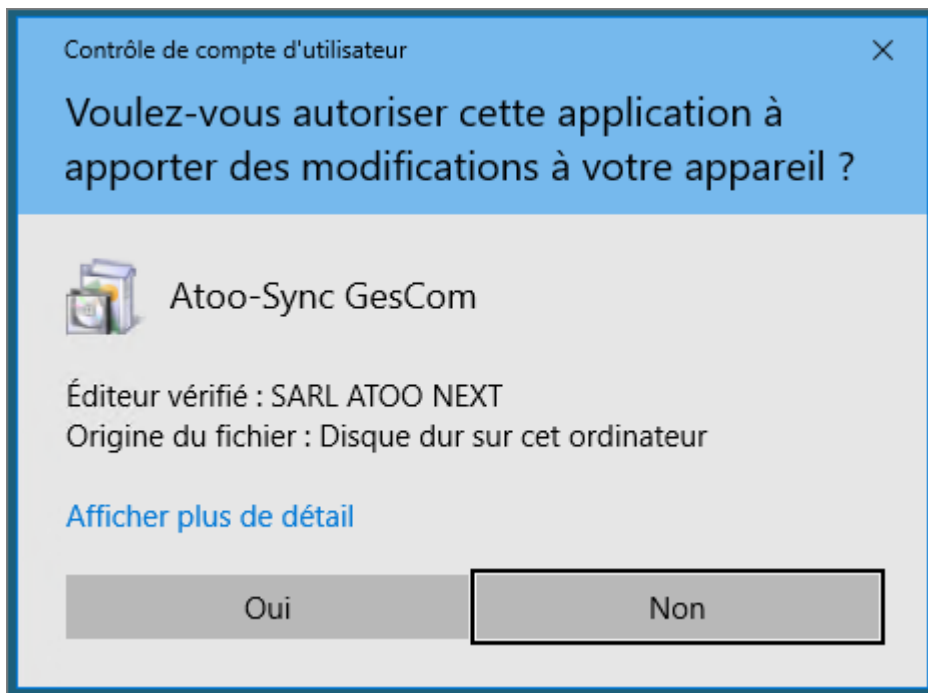 Contrôle de compte d'utilisateur
Voulez-vous autoriser cette application à
apporter des modifications à votre appareil ?
Atoo-Sync GesCom
Éditeur vérifié : SARL ATOO NEXT
Origine du fichier : Disque dur sur cet ordinateur
Afficher plus de détail
Oui
Non